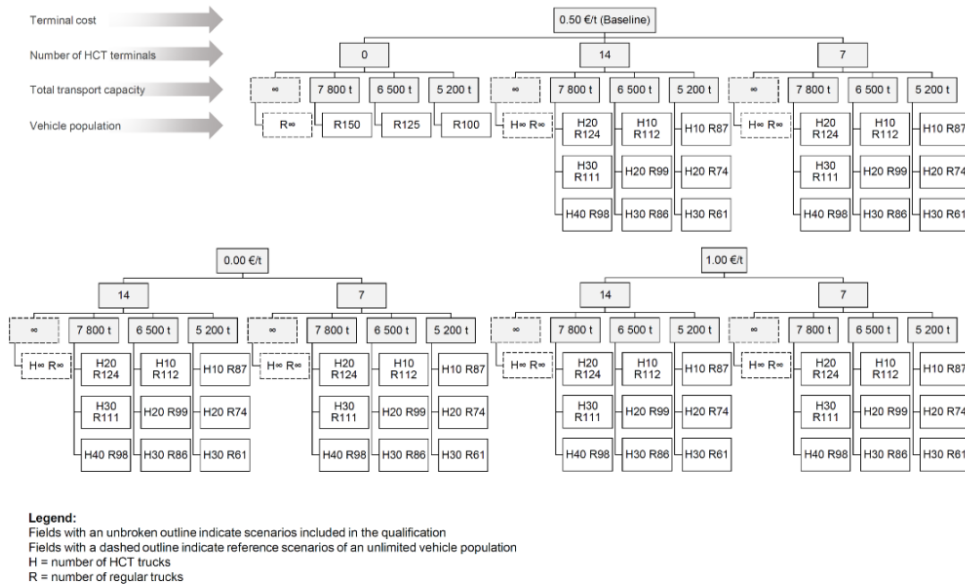 Terminal cost
0.50 €/t (Baseline)
Number of HCT terminals
0
14
7
Total transport capacity
∞ 7 800 t 6 500 t 5 200 t
∞ 7 800 t 6 500 t 5 200 t
∞ 7 800 t 6 500 t 5 200 t
Vehicle population
R∞ R150 R125 R100
H∞ R∞
H20
R124
H10
R112
H10 R87
H30
R111
H20 R99
H20 R74
H40 R98
H30 R86
H30 R61
H∞ R∞
H20
R124
H10
R112
H10 R87
H30
R111
H20 R99
H20 R74
H40 R98
H30 R86
H30 R61
0.00 €/t
14
7
∞ 7 800 t 6 500 t 5 200 t
∞ 7 800 t 6 500 t 5 200 t
H∞ R∞
H20
R124
H10
R112
H10 R87
H30
R111
H20 R99
H20 R74
H40 R98
H30 R86
H30 R61
H∞ R∞
H20
R124
H10
R112
H10 R87
H30
R111
H20 R99
H20 R74
H40 R98
H30 R86
H30 R61
1.00 €/t
14
7
∞ 7 800 t 6 500 t 5 200 t
∞ 7 800 t 6 500 t 5 200 t
H∞ R∞
H20
R124
H10
R112
H10 R87
H30
R111
H20 R99
H20 R74
H40 R98
H30 R86
H30 R61
H∞ R∞
H20
R124
H10
R112
H10 R87
H30
R111
H20 R99
H20 R74
H40 R98
H30 R86
H30 R61
Legend:
Fields with an unbroken outline indicate scenarios included in the qualification
Fields with a dashed outline indicate reference scenarios of an unlimited vehicle population
H = number of HCT trucks
R = number of regular trucks